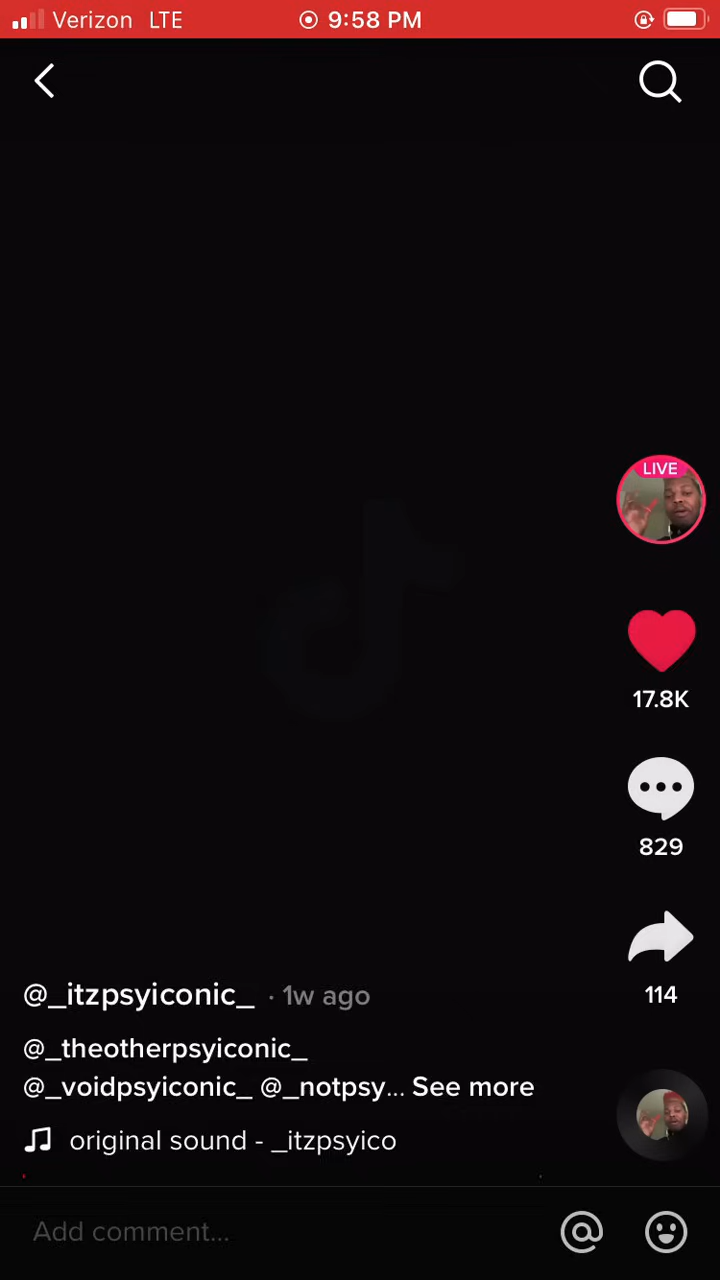 Verizon LTE 9:58 PM
LIVE
17.8K
829
114
@_itzpsyiconic_ · 1w ago
@_theotherpsyiconic_
@_voidpsyiconic_ @_notpsy... See more
original sound - _itzpsyico
Add comment...